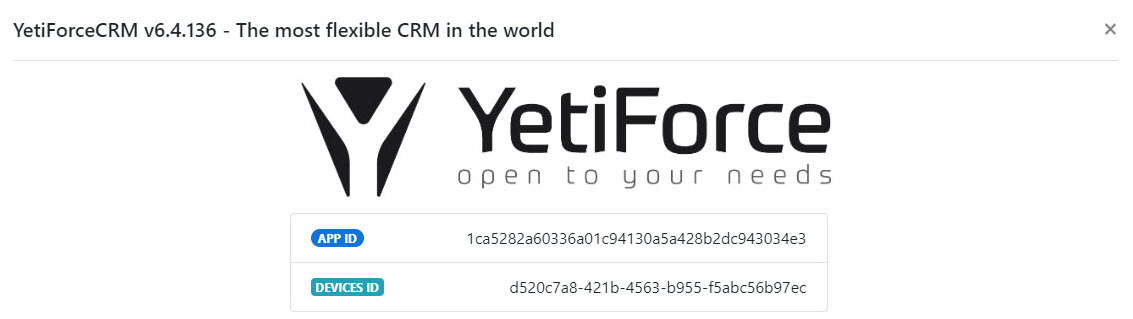 YetiForceCRM v6.4.136 - The most flexible CRM in the world
×
YetiForce
open to your needs
APP ID 1ca5282a60336a01c94130a5a428b2dc943034e3
DEVICES ID d520c7a8-421b-4563-b955-f5abc56b97ec